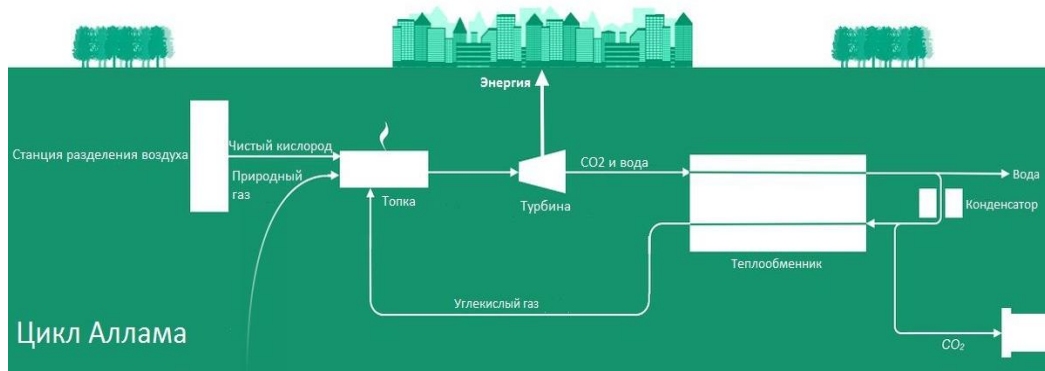 Энергия
Станция разделения воздуха
Чистый кислород
Природный
газ
Топка
Турбина
CO2 и вода
Теплообменник
Вода
Конденсатор
Углекислый газ
CO₂
Цикл Аллама